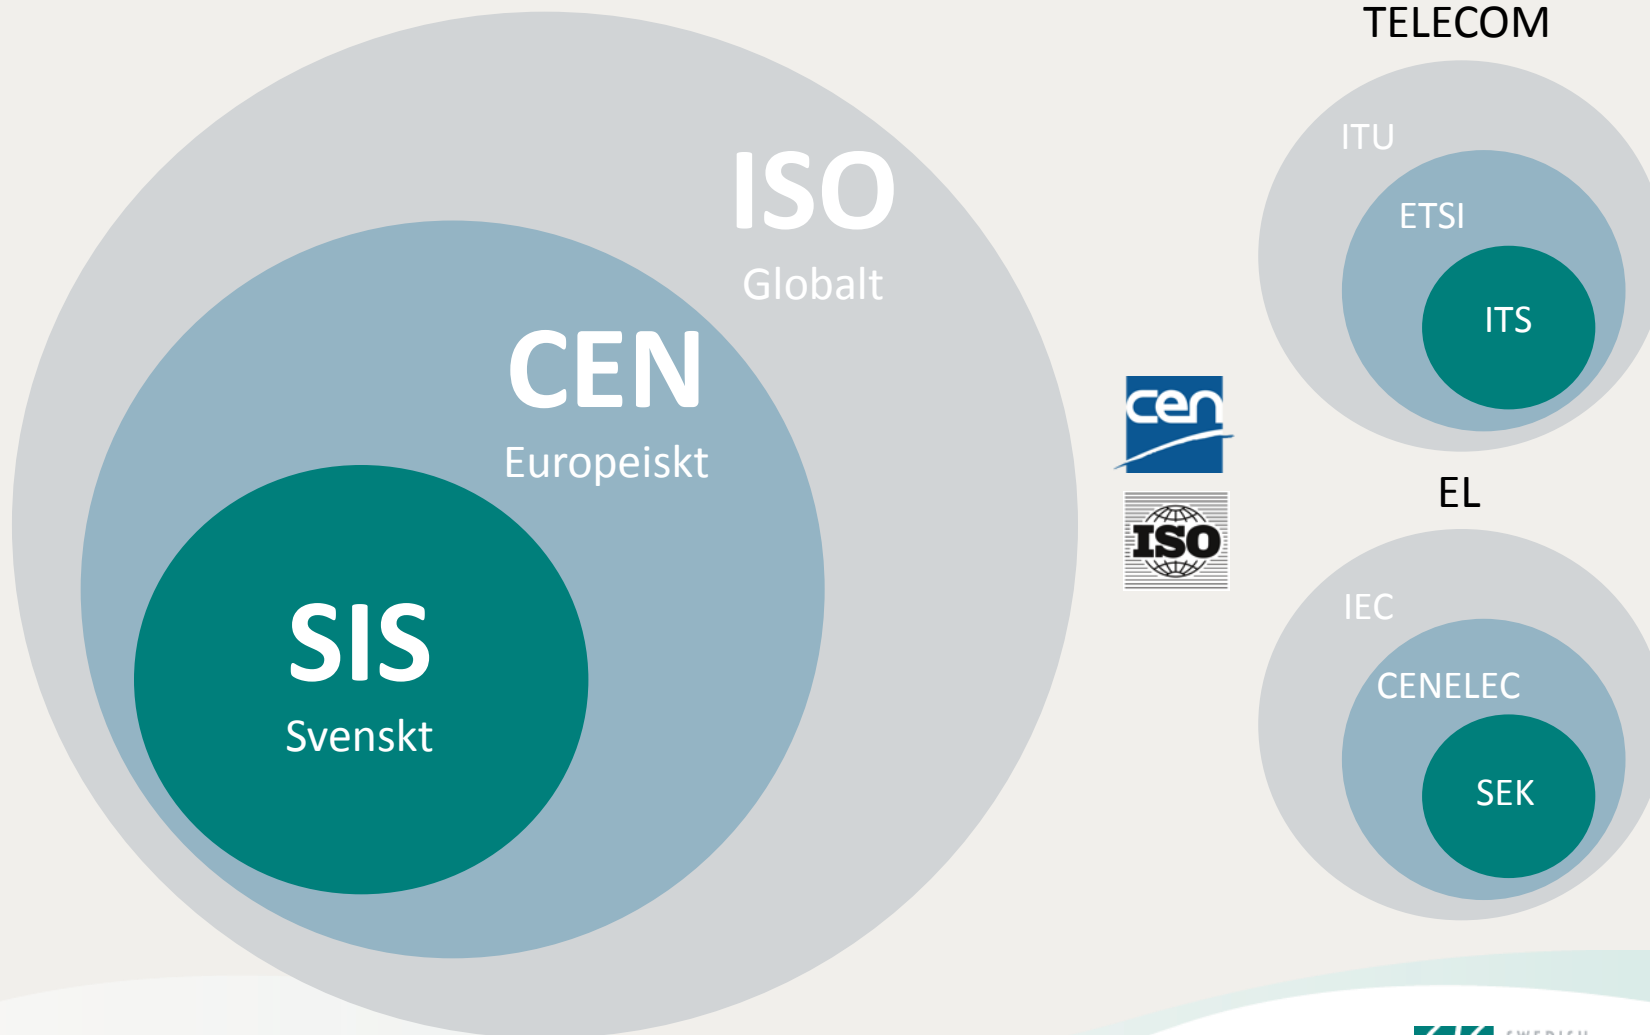 ISO
Globalt
CEN
Europeiskt
SIS
Svenskt
cen
ISO
TELECOM
ITU
ETSI
ITS
EL
IEC
CENELEC
SEK